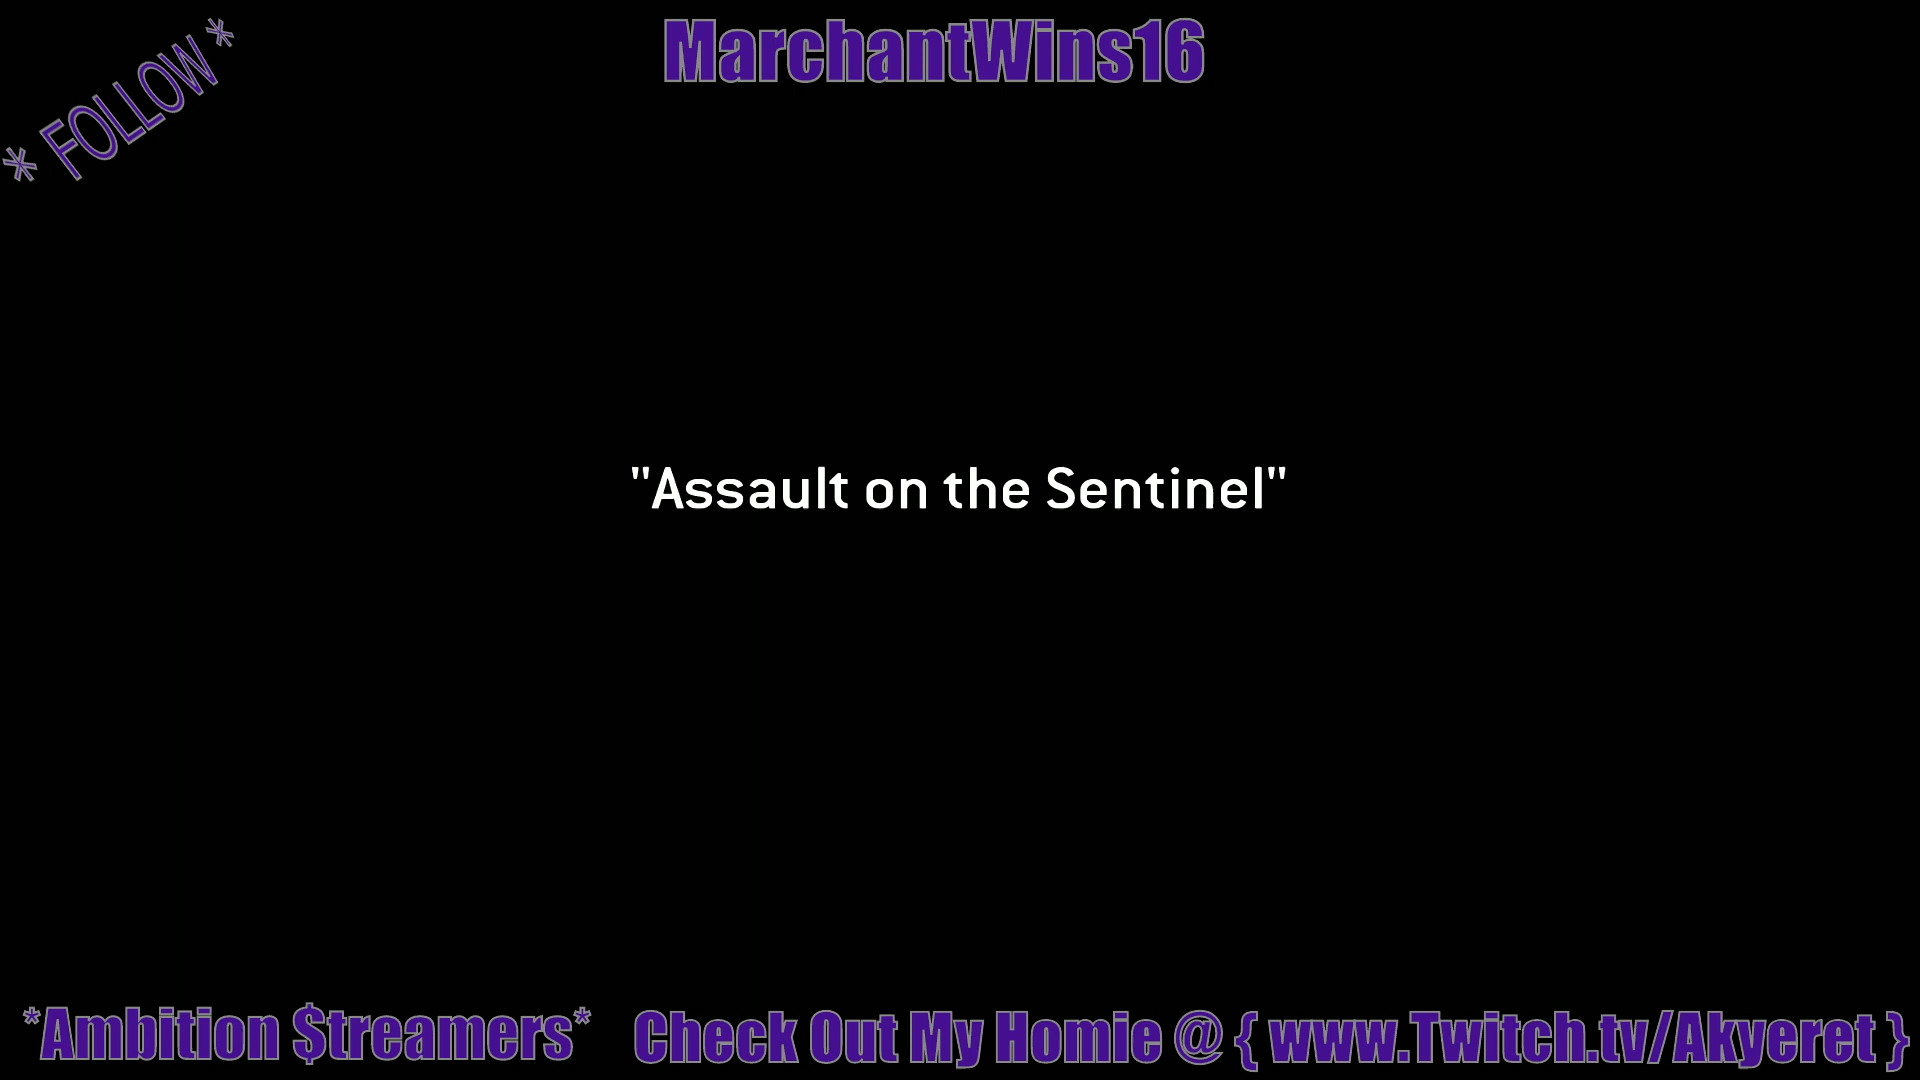 MarchantWins16
* FOLLOW *
"Assault on the Sentinel"
*Ambition $treamers*
Check Out My Homie @ { www.Twitch.tv/Akyeret }